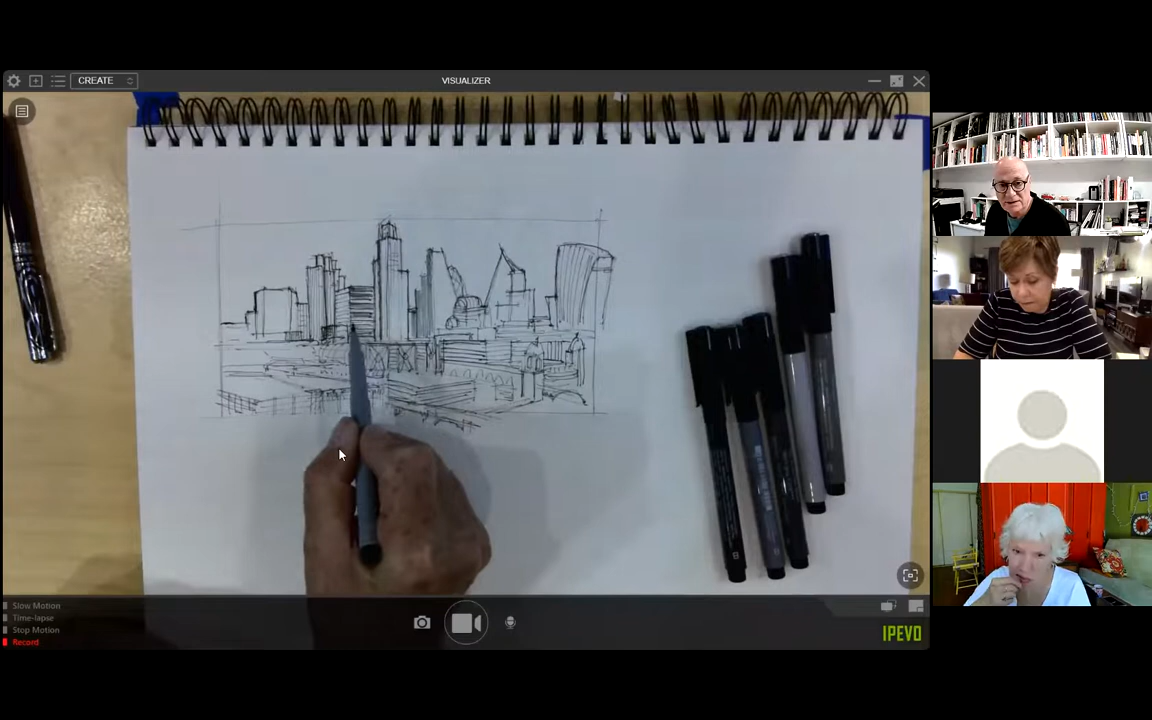 CREATE
VISUALIZER
Slow Motion
Time-lapse
Stop Motion
Record
IPEVO